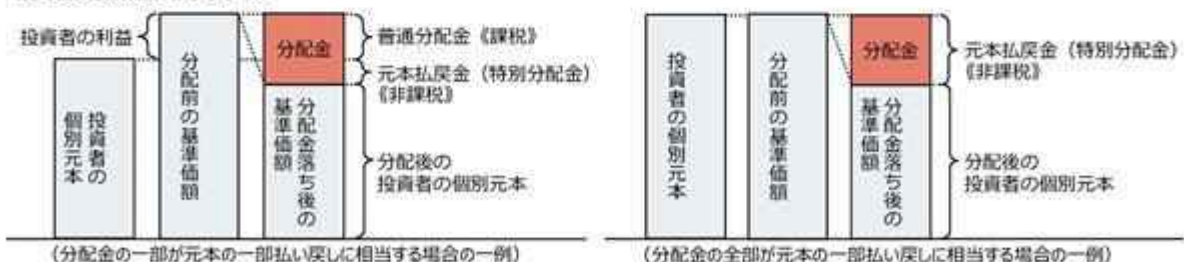 投資者の利益
投資者の
個別元本
分配前の基準価額
分配金
分配金落ち後の
基準価額
普通分配金《課税》
元本払戻金（特別分配金）
《非課税》
分配後の
投資者の個別元本
（分配金の一部が元本の一部払い戻しに相当する場合の一例）
投資者の個別元本
分配前の基準価額
分配金
分配金落ち後の
基準価額
元本払戻金（特別分配金）
《非課税》
分配後の
投資者の個別元本
（分配金の全部が元本の一部払い戻しに相当する場合の一例）